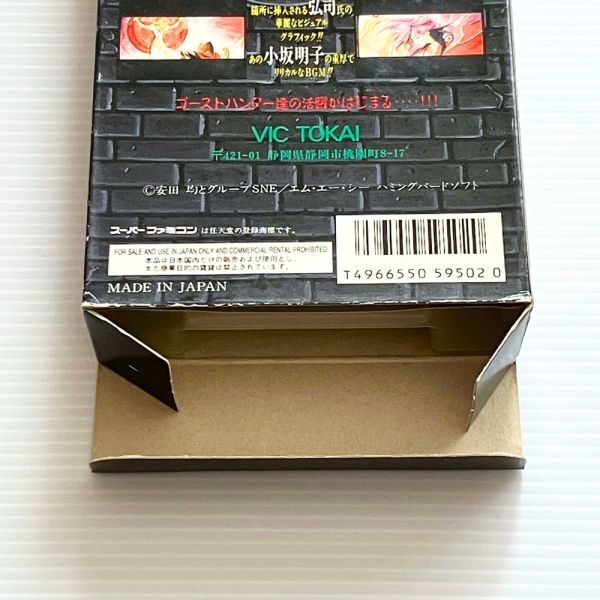 随所に挿入される弘司氏の
華麗なビジュアル
グラフィック!!
あの小坂明子の重厚で
リリカルなBGM!!
ゴーストハンター達の活躍がはじまる‥‥!!!
VIC TOKAI
〒421-01 静岡県静岡市桃園町8-17
©安田 均とグループSNE/エム・エー・シー ハミングバードソフト
スーパーファミコンは任天堂の登録商標です。
FOR SALE AND USE IN JAPAN ONLY AND COMMERCIAL RENTAL PROHIBITED
本品は日本国内だけの販売および使用とし、
また商業目的の賃貸は禁止されています。
MADE IN JAPAN
T4966550 59502 0